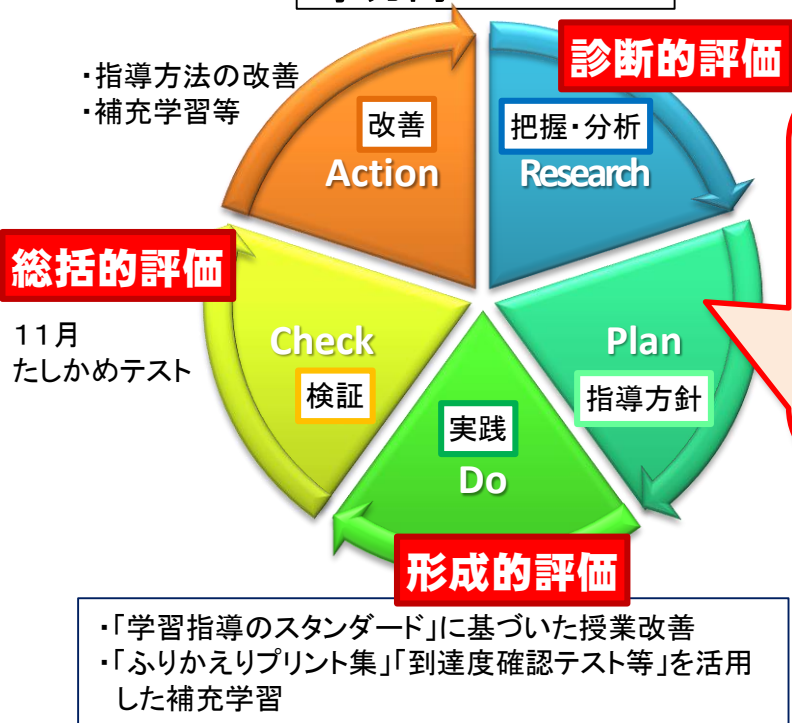 診断的評価
・指導方法の改善
・補充学習等
改善
Action
把握・分析
Research
総括的評価
11月
たしかめテスト
Check
検証
Plan
指導方針
実践
Do
形成的評価
・「学習指導のスタンダード」に基づいた授業改善
・「ふりかえりプリント集」「到達度確認テスト等」を活用
した補充学習